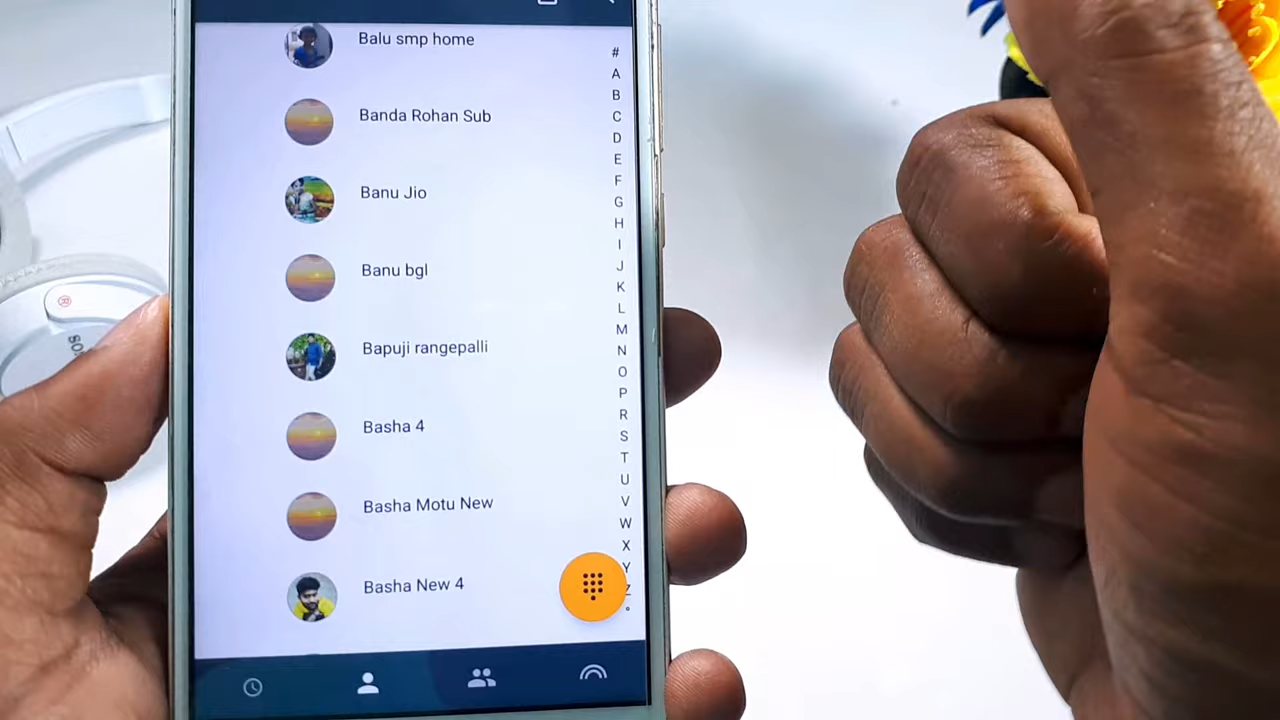 Balu smp home
Banda Rohan Sub
Banu Jio
Banu bgl
Bapuji rangepalli
Basha 4
Basha Motu New
Basha New 4
#
A
B
C
D
E
F
G
H
I
J
K
L
M
N
O
P
R
S
T
U
V
W
X
Y
Z